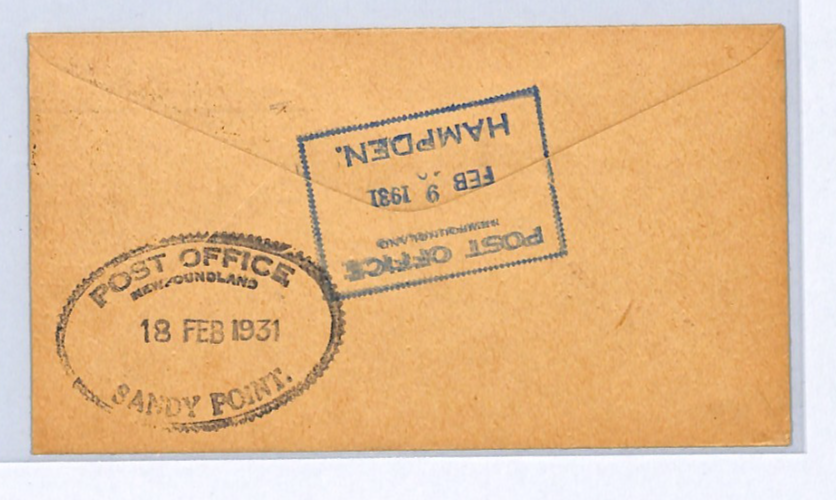 POST OFFICE
NEWFOUNDLAND
FEB 9 1931
HAMPDEN.
POST OFFICE
NEWFOUNDLAND
18 FEB 1931
SANDY POINT.